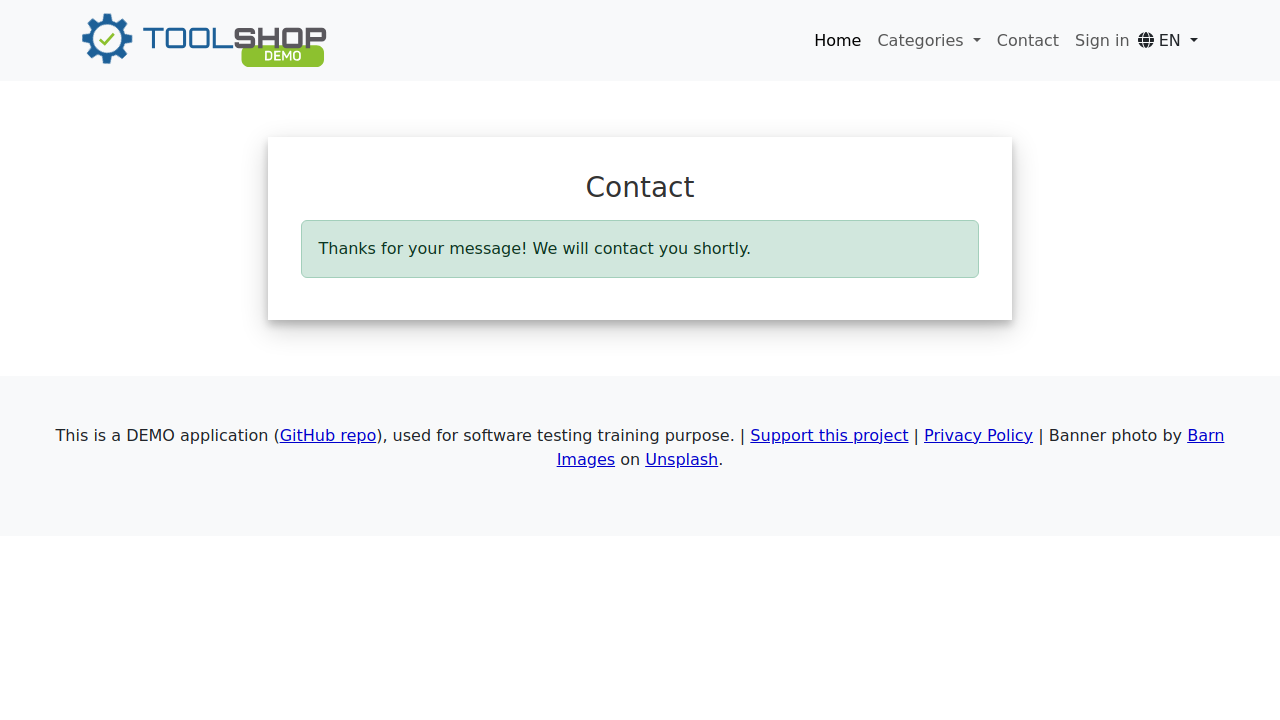 TOOLSHOP
DEMO
Home Categories Contact Sign in EN
Contact
Thanks for your message! We will contact you shortly.
This is a DEMO application (GitHub repo), used for software testing training purpose. | Support this project | Privacy Policy | Banner photo by Barn
Images on Unsplash.